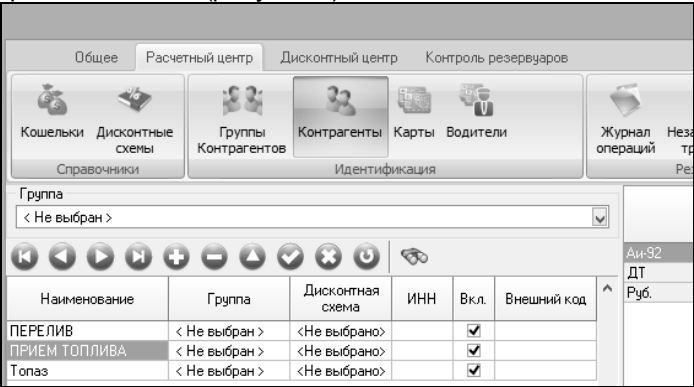 Общее Расчетный центр Дисконтный центр Контроль резервуаров
Кошельки Дисконтные схемы Группы Контрагентов Контрагенты Карты Водители Журнал операций
Справочники Идентификация
Группа
< Не выбран >
Аи-92
ДТ
Руб.
Наименование Группа Дисконтная схема ИНН Вкл. Внешний код
ПЕРЕЛИВ < Не выбран > <Не выбрано>
ПРИЕМ ТОПЛИВА < Не выбран > <Не выбрано>
Топаз < Не выбран > <Не выбрано>